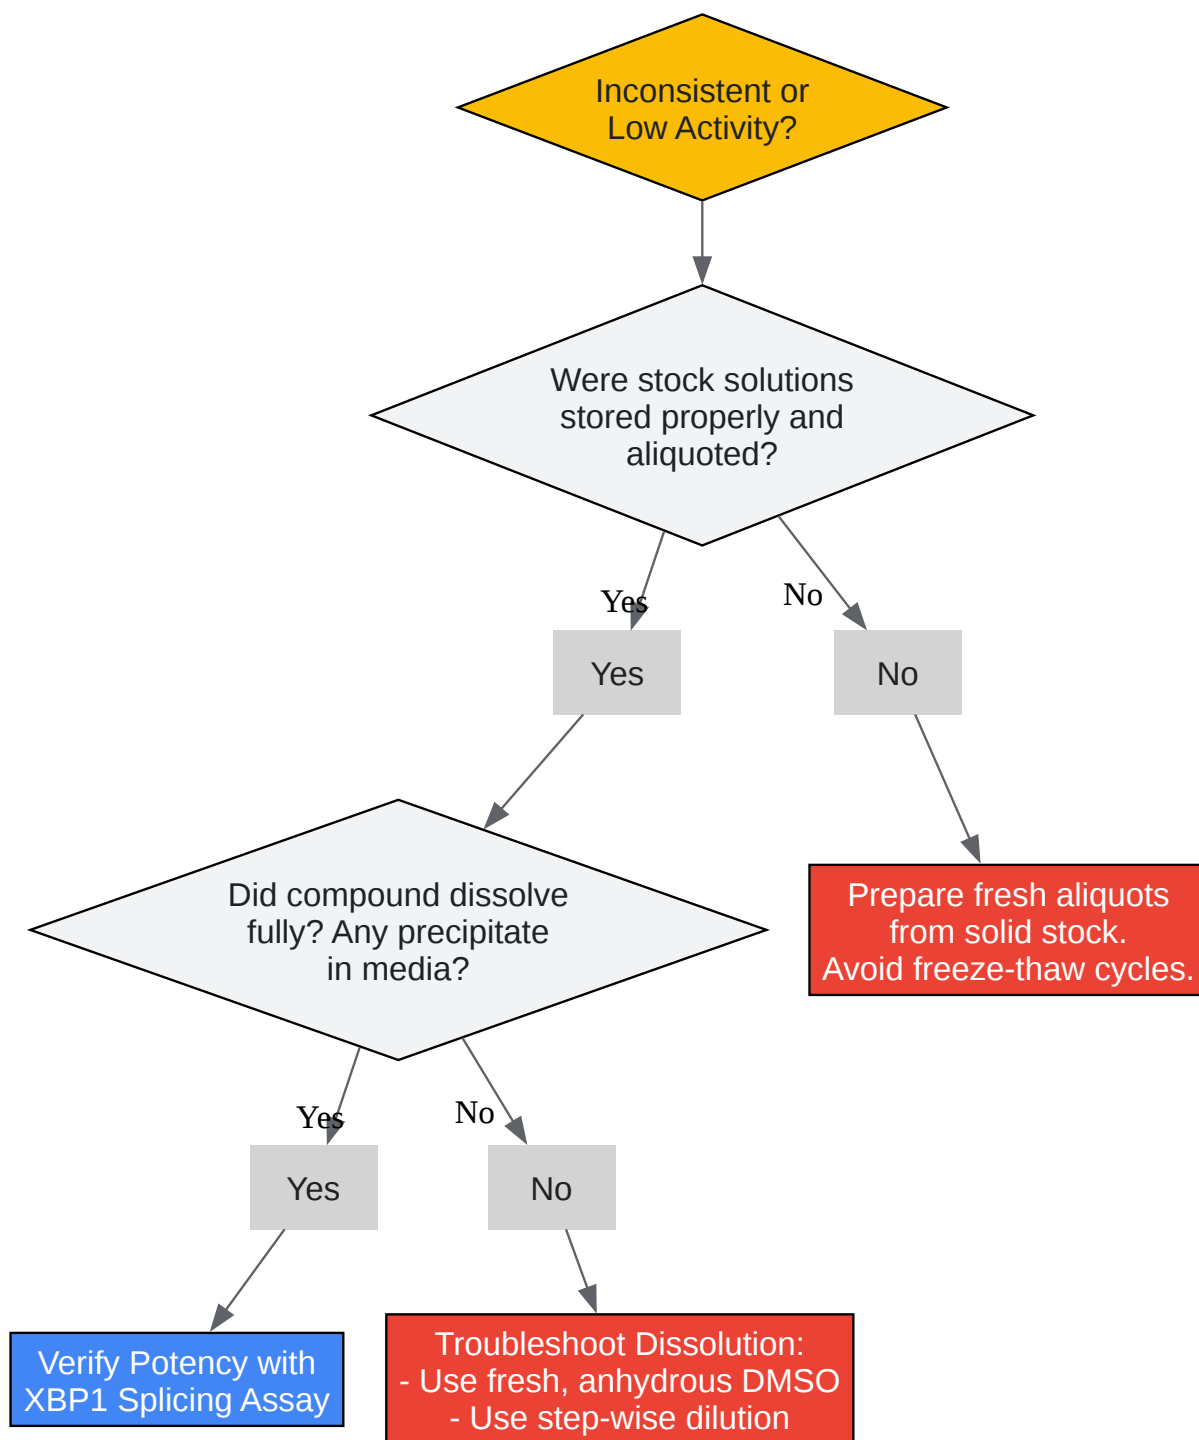 Inconsistent or
Low Activity?
Were stock solutions
stored properly and
aliquoted?
Yes
No
Yes
No
Did compound dissolve
fully? Any precipitate
in media?
Prepare fresh aliquots
from solid stock.
Avoid freeze-thaw cycles.
Yes
No
Yes
No
Verify Potency with
XBP1 Splicing Assay
Troubleshoot Dissolution:
- Use fresh, anhydrous DMSO
- Use step-wise dilution